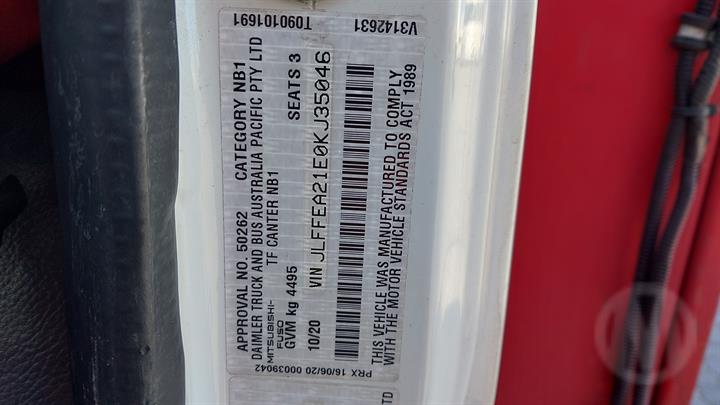 T090101691 V3142631
APPROVAL NO. 50262 CATEGORY NB1
DAIMLER TRUCK AND BUS AUSTRALIA PACIFIC PTY LTD
MITSUBISHI-FUSO TF CANTER NB1
GVM kg 4495 SEATS 3
10/20 VIN JLFFEA21E0KJ35046
THIS VEHICLE WAS MANUFACTURED TO COMPLY
WITH THE MOTOR VEHICLE STANDARDS ACT 1989
PRX 16/06/20 00039042
TD
M